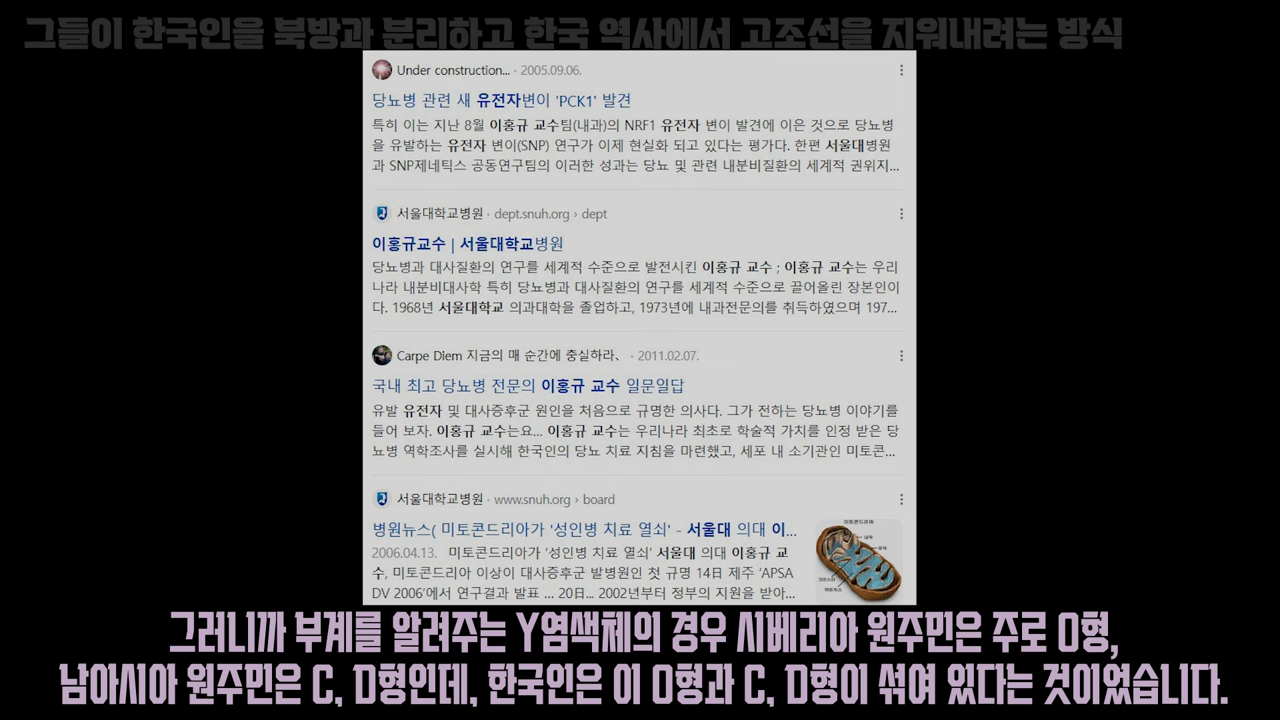 그들이 한국인을 북방과 분리하고 한국 역사에서 고조선을 지워내려는 방식
Under construction... · 2005.09.06.
당뇨병 관련 새 유전자변이 'PCK1' 발견
특히 이는 지난 8월 이홍규 교수팀(내과)의 NRF1 유전자 변이 발견에 이은 것으로 당뇨병
을 유발하는 유전자 변이(SNP) 연구가 이제 현실화 되고 있다는 평가다. 한편 서울대병원
과 SNP제네틱스 공동연구팀의 이러한 성과는 당뇨 및 관련 내분비질환의 세계적 권위지...
서울대학교병원 · dept.snuh.org › dept
이홍규교수 | 서울대학교병원
당뇨병과 대사질환의 연구를 세계적 수준으로 발전시킨 이홍규 교수 ; 이홍규 교수는 우리
나라 내분비대사학 특히 당뇨병과 대사질환의 연구를 세계적 수준으로 끌어올린 장본인이
다. 1968년 서울대학교 의과대학을 졸업하고, 1973년에 내과전문의를 취득하였으며 197...
Carpe Diem 지금의 매 순간에 충실하라、 · 2011.02.07.
국내 최고 당뇨병 전문의 이홍규 교수 일문일답
유발 유전자 및 대사증후군 원인을 처음으로 규명한 의사다. 그가 전하는 당뇨병 이야기를
들어 보자. 이홍규 교수는요... 이홍규 교수는 우리나라 최초로 학술적 가치를 인정 받은 당
뇨병 역학조사를 실시해 한국인의 당뇨 치료 지침을 마련했고, 세포 내 소기관인 미토콘...
서울대학교병원 · www.snuh.org › board
병원뉴스( 미토콘드리아가 '성인병 치료 열쇠' - 서울대 의대 이...
2006.04.13. 미토콘드리아가 '성인병 치료 열쇠' 서울대 의대 이홍규 교
수, 미토콘드리아 이상이 대사증후군 발병원인 첫 규명 14일 제주 'APSA
DV 2006'에서 연구결과 발표 ... 20일... 2002년부터 정부의 지원을 받아...
그러니까 부계를 알려주는 Y염색체의 경우 시베리아 원주민은 주로 O형,
남아시아 원주민은 C, D형인데, 한국인은 이 O형과 C, D형이 섞여 있다는 것이었습니다.